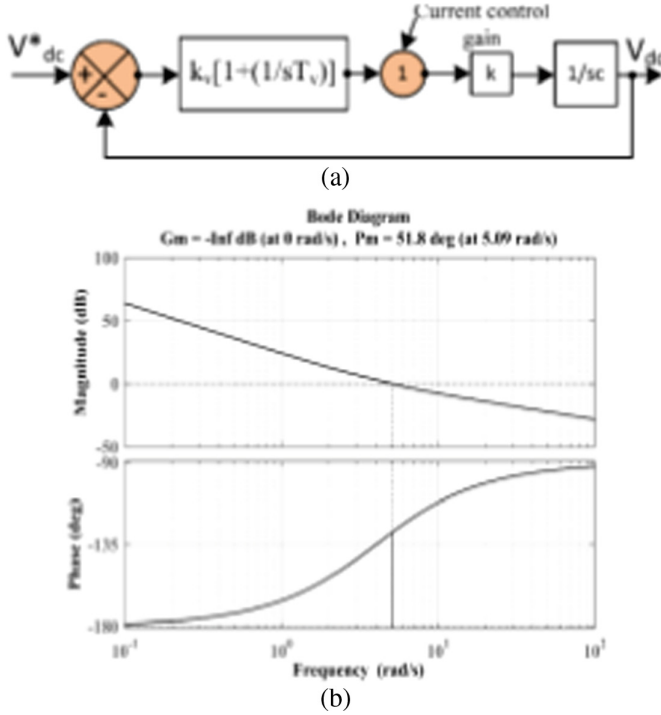 Current control
gain
V*dc
+
-
kv[1+(1/sTv)]
1
k
1/sc
Vdc
(a)
Bode Diagram
Gm = -Inf dB (at 0 rad/s) , Pm = 51.8 deg (at 5.09 rad/s)
Magnitude (dB)
100
50
0
-50
Phase (deg)
-90
-135
-180
10⁻¹
10⁰
10¹
Frequency (rad/s)
(b)